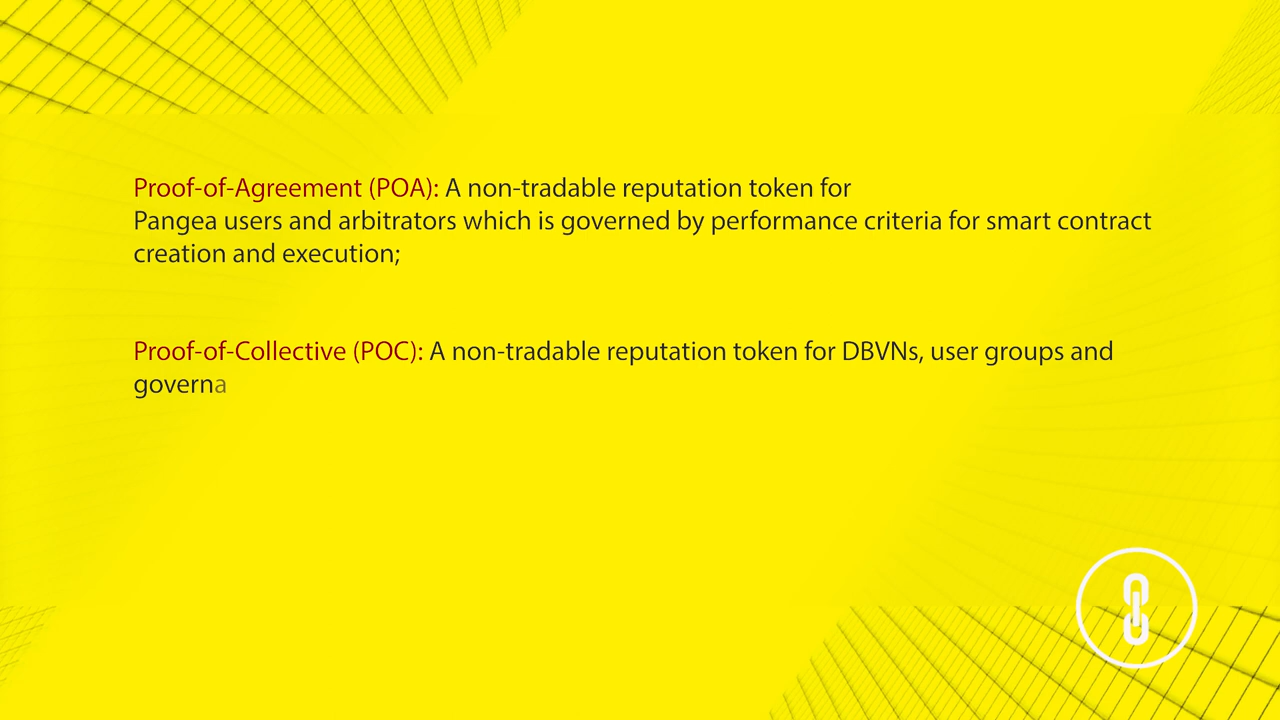 Proof-of-Agreement (POA): A non-tradable reputation token for
Pangea users and arbitrators which is governed by performance criteria for smart contract
creation and execution;
Proof-of-Collective (POC): A non-tradable reputation token for DBVNs, user groups and
governa